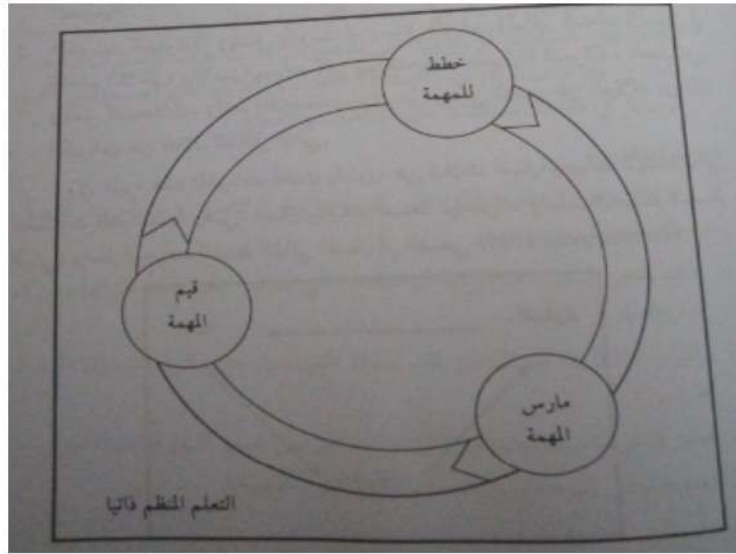 خطط
للمهمة
قيم
المهمة
مارس
المهمة
التعلم المنظم ذاتيا